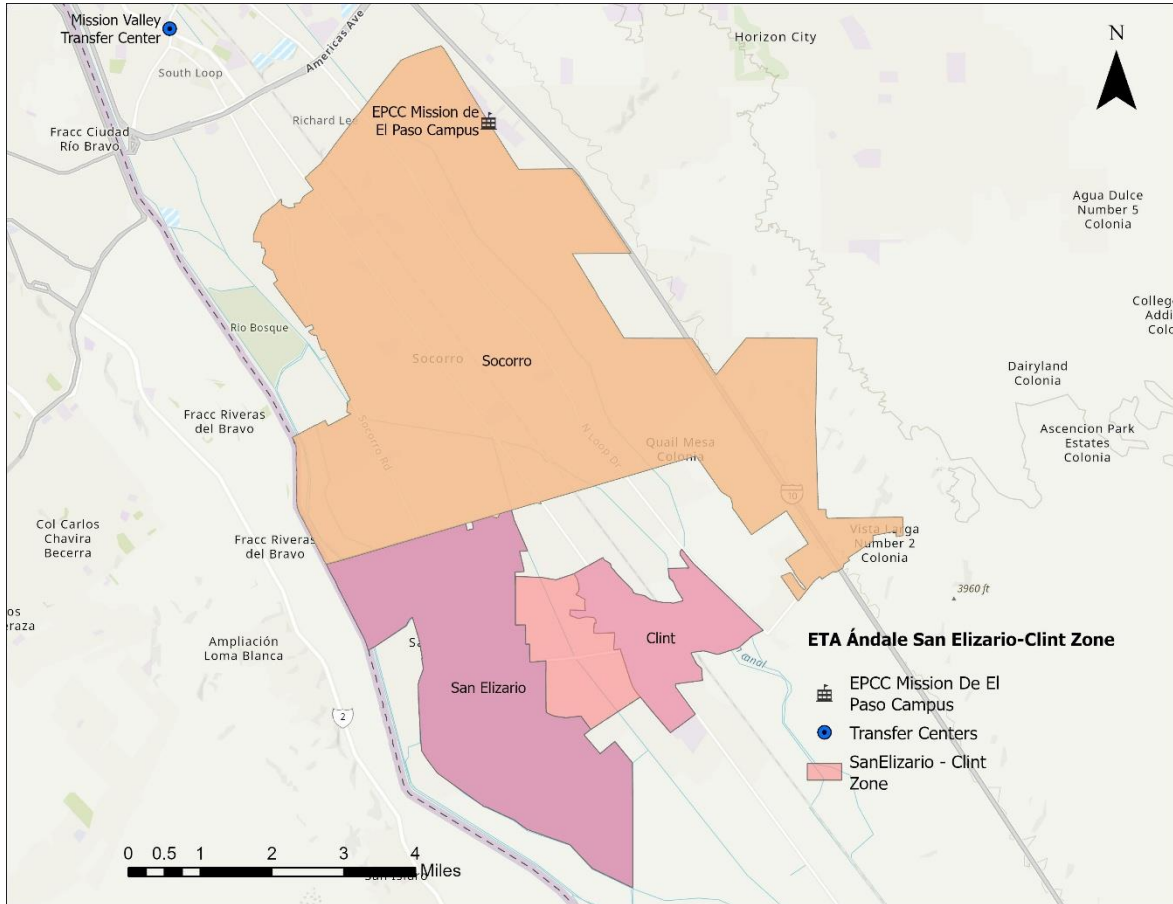 Mission Valley
Transfer Center
Americas Ave
South Loop
Horizon City
N
EPCC Mission de
El Paso Campus
Fracc Ciudad
Río Bravo
Agua Dulce
Number 5
Colonia
Río Bosque
Socorro
Socorro
Dairyland
Colonia
Fracc Riveras
del Bravo
Socorro Rd
N Loop Dr
Quail Mesa
Colonia
Ascencion Park
Estates
Colonia
10
Col Carlos
Chavira
Becerra
Fracc Riveras
del Bravo
Vista Larga
Number 2
Colonia
3960 ft
Ampliación
Loma Blanca
Clint
San Elizario
2
ETA Ándale San Elizario-Clint Zone
EPCC Mission De El
Paso Campus
Transfer Centers
SanElizario - Clint
Zone
0 0.5 1 2 3 4
Miles